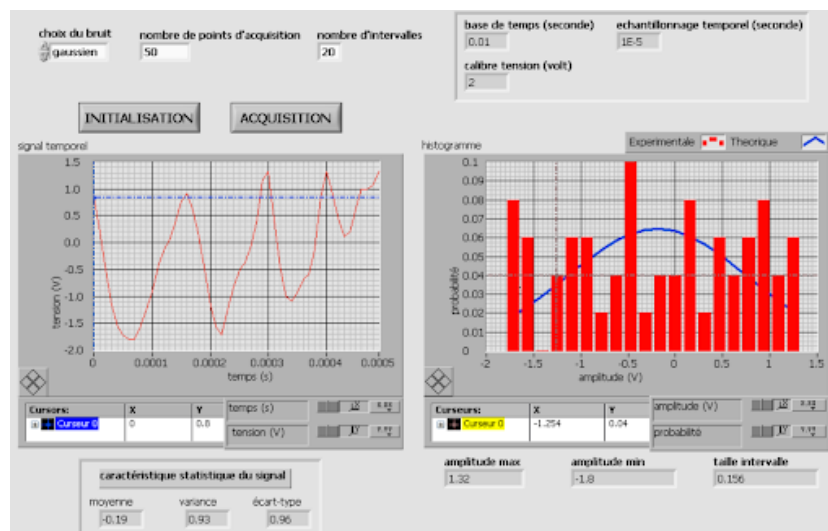 choix du bruit
gaussien
nombre de points d'acquisition
50
nombre d'intervalles
20
base de temps (seconde)
0.01
echantillonnage temporel (seconde)
1E-5
calibre tension (volt)
2
INITIALISATION
ACQUISITION
signal temporel
1.5
1.0
0.5
0.0
-0.5
-1.0
-1.5
-2.0
tension (V)
0 0.0001 0.0002 0.0003 0.0004 0.0005
temps (s)
Cursors: X Y
Curseur 0 0 0.8
temps (s)
tension (V)
histogramme
Experimentale Theorique
0.1
0.09
0.08
0.07
0.06
0.05
0.04
0.03
0.02
0.01
0
probabilité
-2 -1.5 -1 -0.5 0 0.5 1 1.5
amplitude (V)
Curseurs: X Y
Curseur 0 -1.254 0.04
amplitude (V)
probabilité
caractéristique statistique du signal
moyenne variance écart-type
-0.19 0.93 0.96
amplitude max amplitude min taille intervalle
1.32 -1.8 0.156